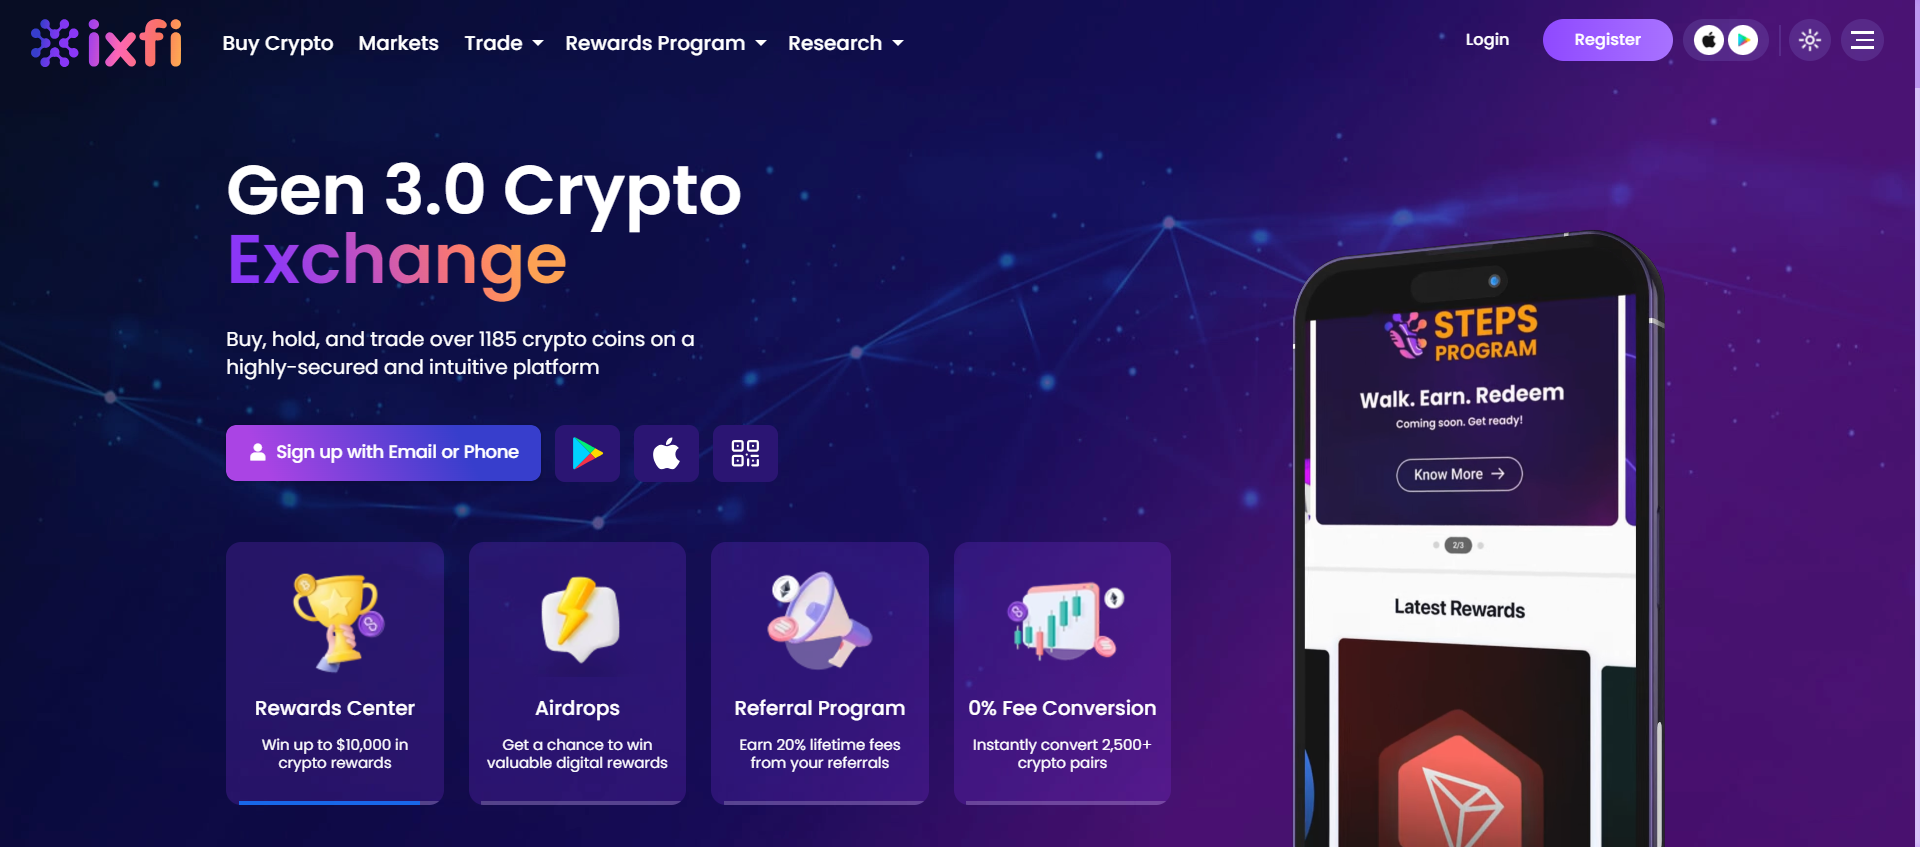 ixfi
Buy Crypto
Markets
Trade
Rewards Program
Research
Login
Register
Gen 3.0 Crypto
Exchange
Buy, hold, and trade over 1185 crypto coins on a
highly-secured and intuitive platform
Sign up with Email or Phone
Rewards Center
Win up to $10,000 in
crypto rewards
Airdrops
Get a chance to win
valuable digital rewards
Referral Program
Earn 20% lifetime fees
from your referrals
0% Fee Conversion
Instantly convert 2,500+
crypto pairs
STEPS
PROGRAM
Walk. Earn. Redeem
Coming soon. Get ready!
Know More
2/3
Latest Rewards